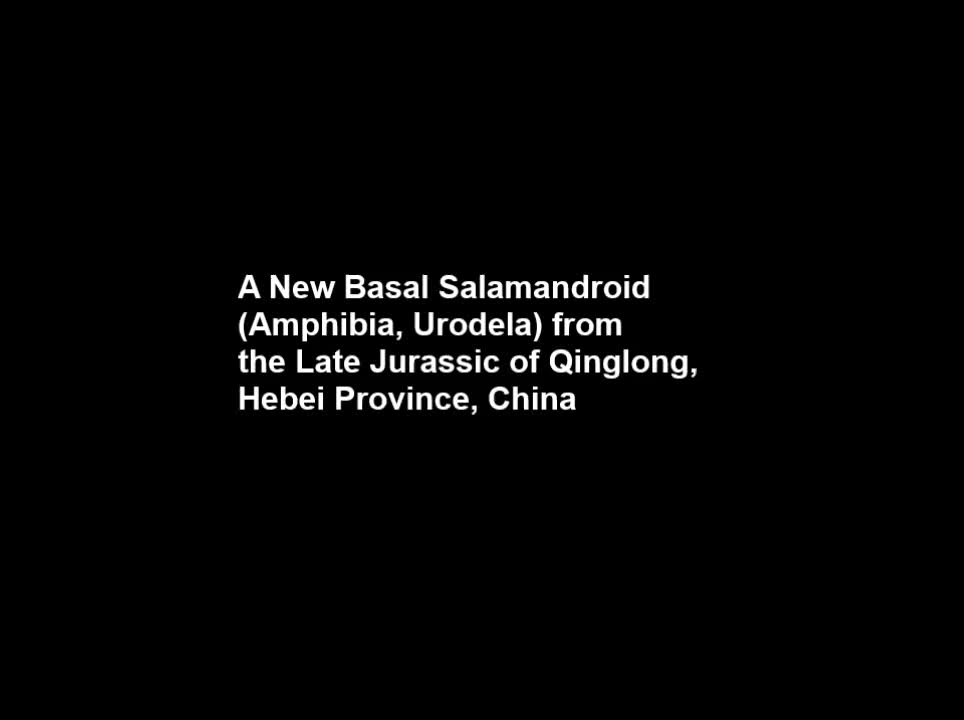 A New Basal Salamandroid
(Amphibia, Urodela) from
the Late Jurassic of Qinglong,
Hebei Province, China